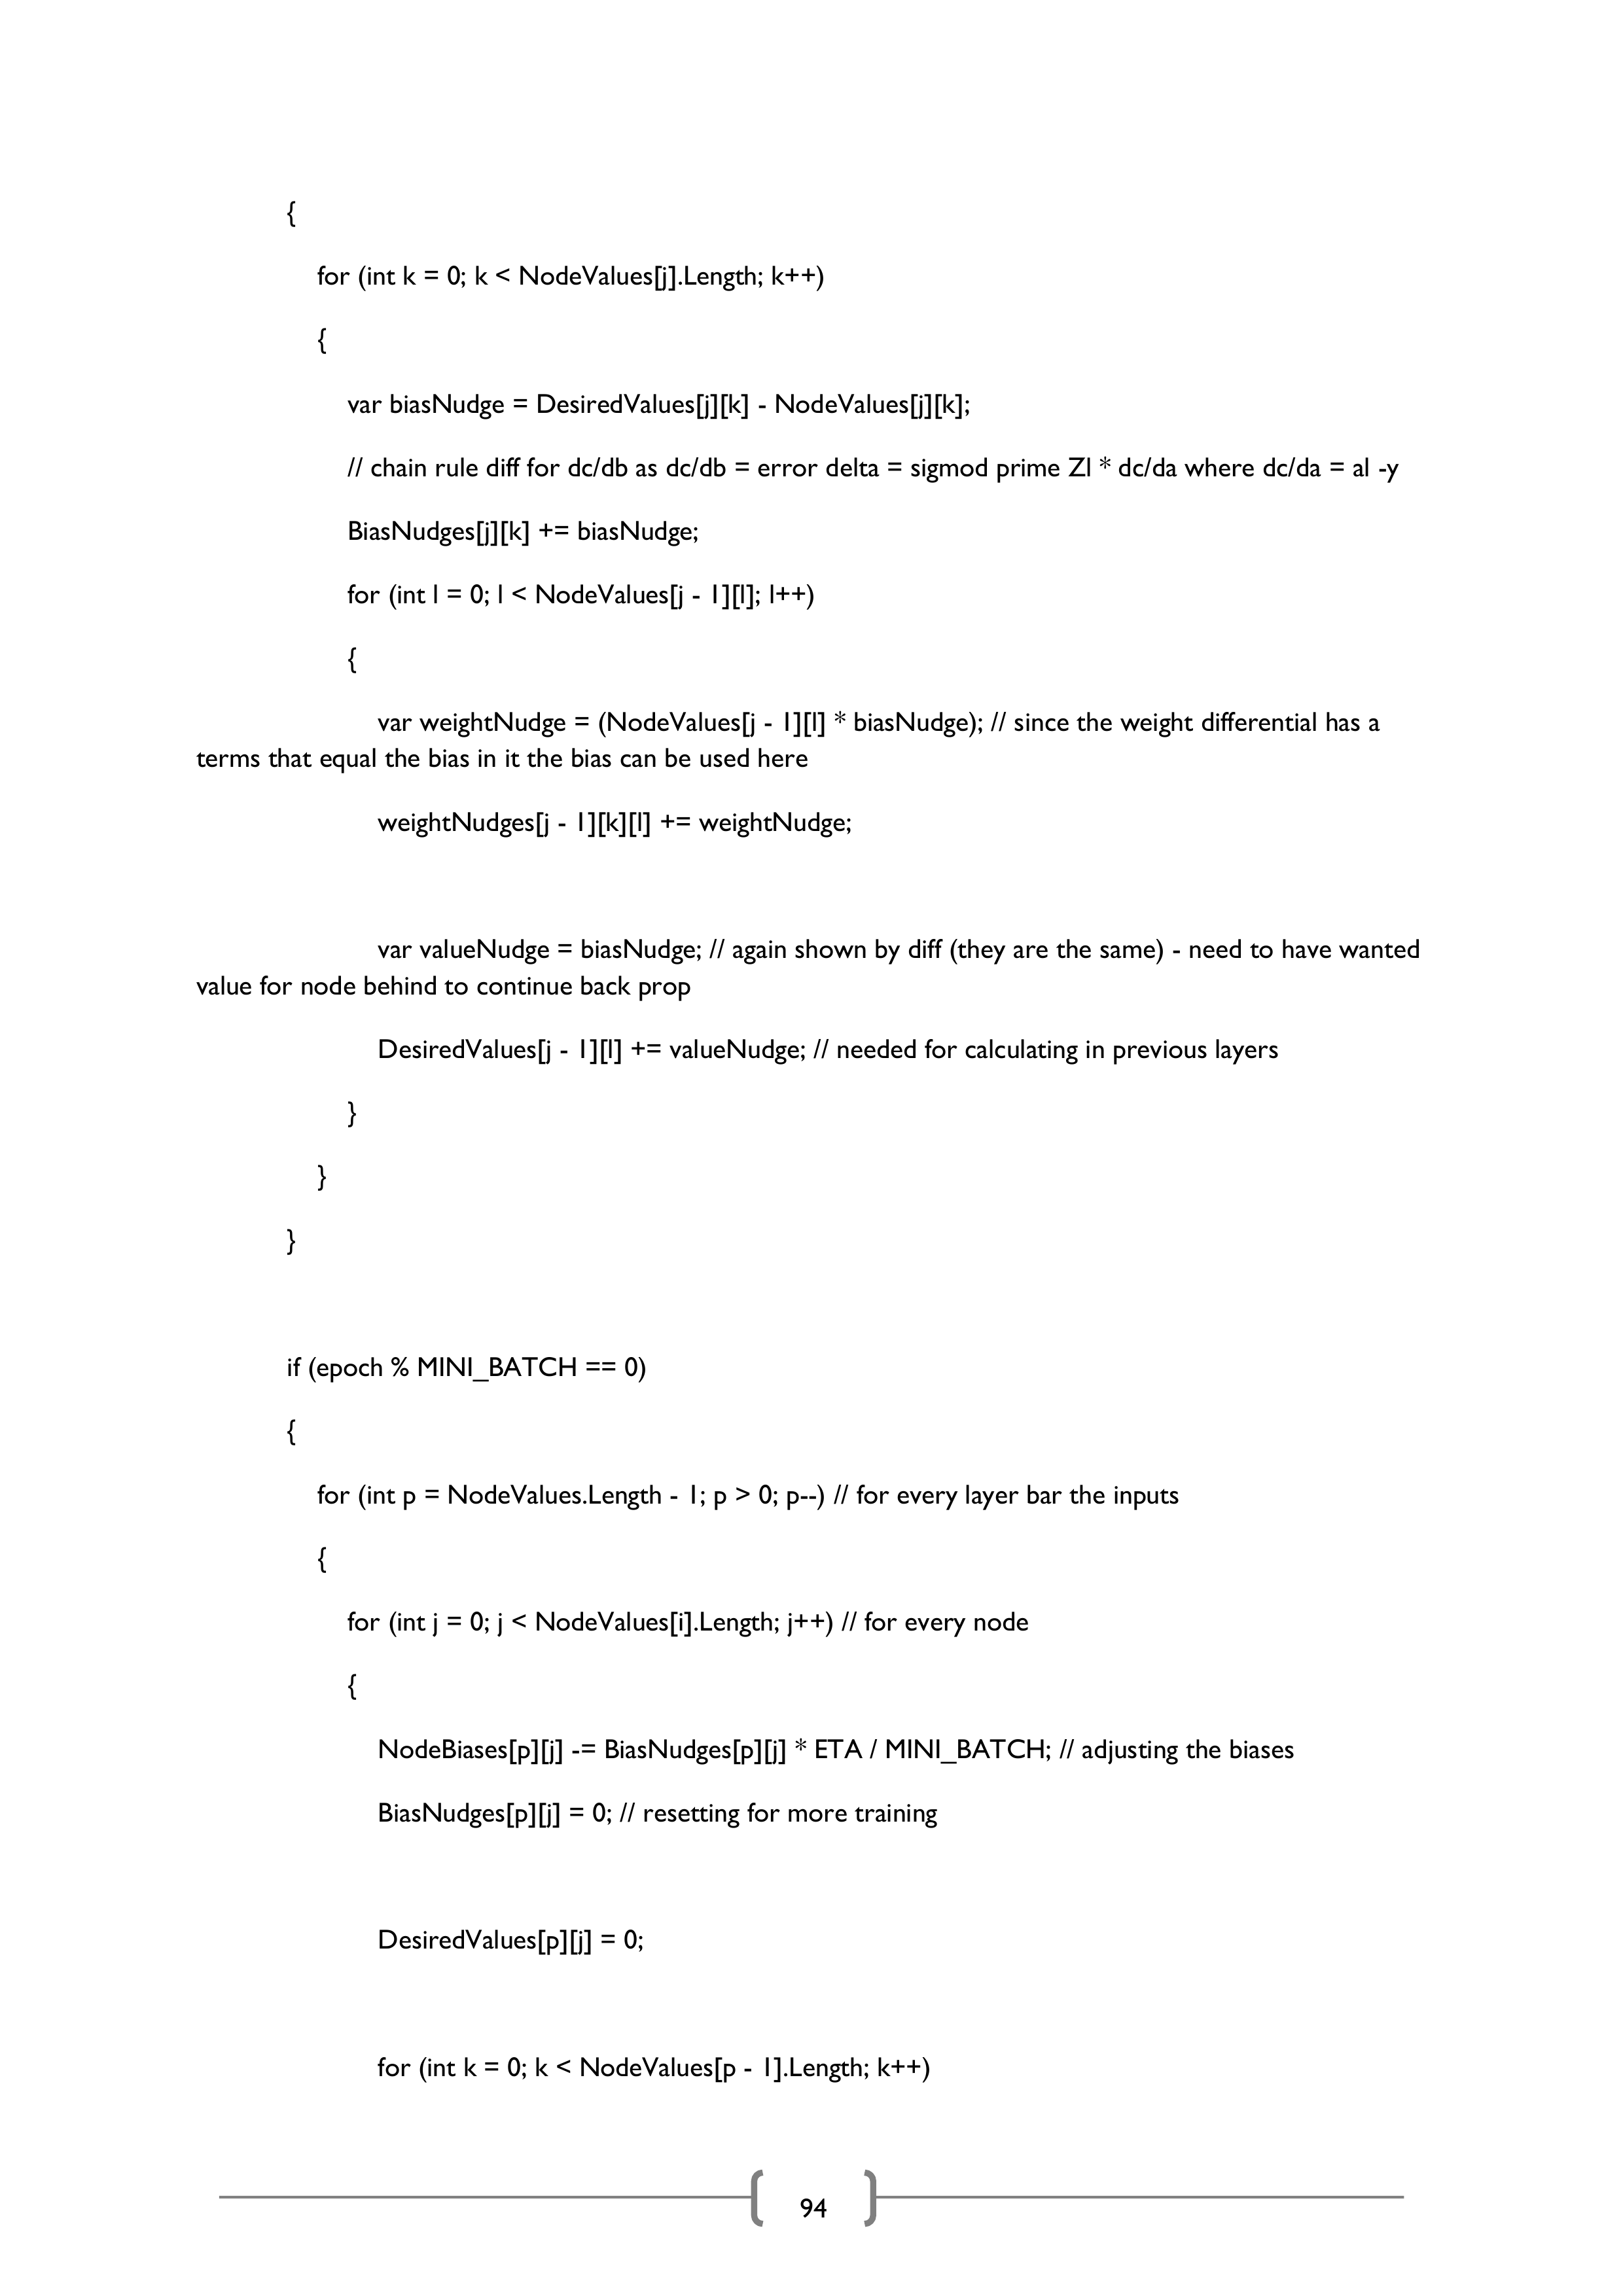 {
for (int k = 0; k < NodeValues[j].Length; k++)
{
var biasNudge = DesiredValues[j][k] - NodeValues[j][k];
// chain rule diff for dc/db as dc/db = error delta = sigmod prime Zl * dc/da where dc/da = al -y
BiasNudges[j][k] += biasNudge;
for (int l = 0; l < NodeValues[j - 1][l]; l++)
{
var weightNudge = (NodeValues[j - 1][l] * biasNudge); // since the weight differential has a
terms that equal the bias in it the bias can be used here
weightNudges[j - 1][k][l] += weightNudge;
var valueNudge = biasNudge; // again shown by diff (they are the same) - need to have wanted
value for node behind to continue back prop
DesiredValues[j - 1][l] += valueNudge; // needed for calculating in previous layers
}
}
}
if (epoch % MINI_BATCH == 0)
{
for (int p = NodeValues.Length - 1; p > 0; p--) // for every layer bar the inputs
{
for (int j = 0; j < NodeValues[i].Length; j++) // for every node
{
NodeBiases[p][j] -= BiasNudges[p][j] * ETA / MINI_BATCH; // adjusting the biases
BiasNudges[p][j] = 0; // resetting for more training
DesiredValues[p][j] = 0;
for (int k = 0; k < NodeValues[p - 1].Length; k++)
94